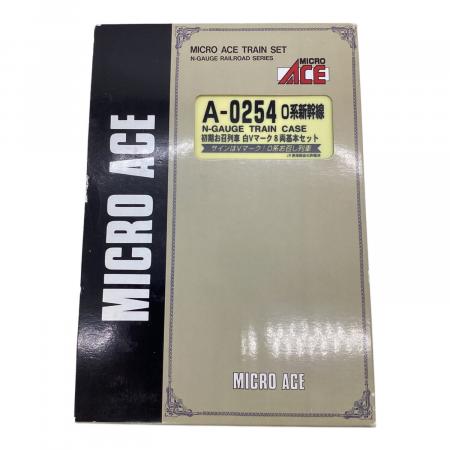 MICRO ACE TRAIN SET
N-GAUGE RAILROAD SERIES
MICRO
ACE
A-0254 0系新幹線
N-GAUGE TRAIN CASE
初期お召列車 白Vマーク8両基本セット
サインはVマーク!0系お召し列車
MICRO ACE
MICRO ACE